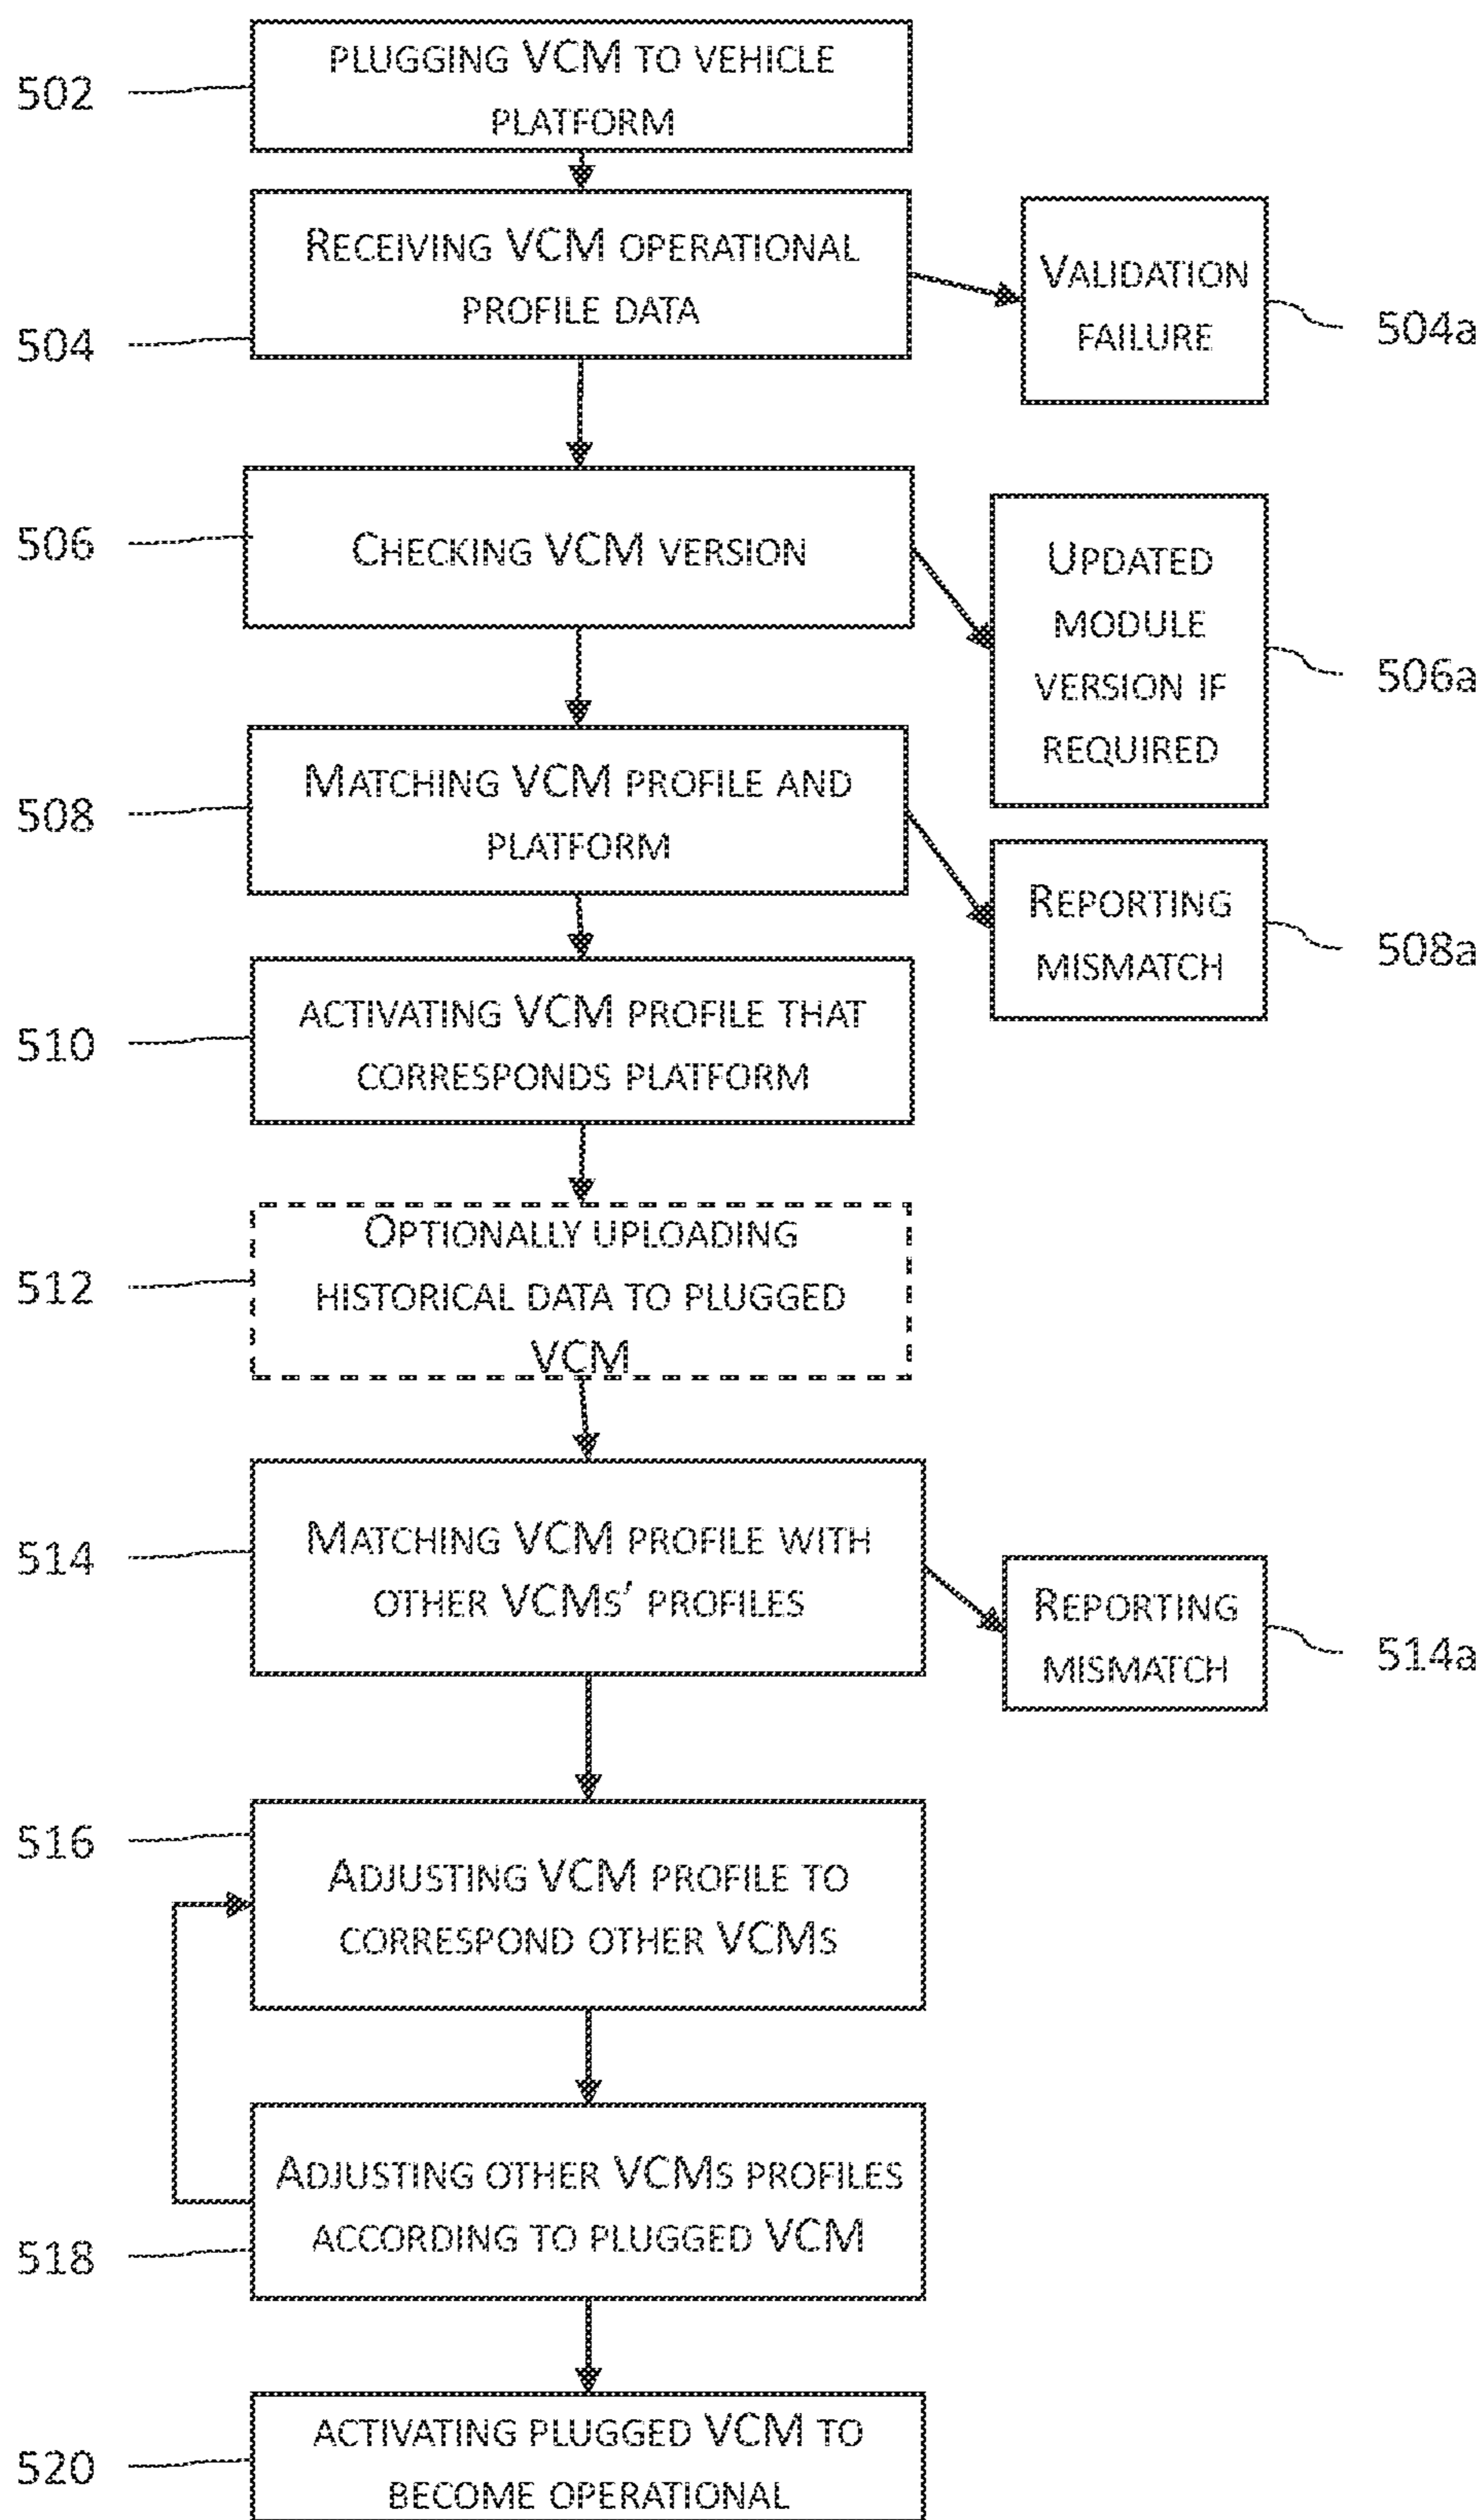 502
PLUGGING VCM TO VEHICLE
PLATFORM
504
RECEIVING VCM OPERATIONAL
PROFILE DATA
VALIDATION
FAILURE
504a
506
CHECKING VCM VERSION
UPDATED
MODULE
VERSION IF
REQUIRED
506a
508
MATCHING VCM PROFILE AND
PLATFORM
REPORTING
MISMATCH
508a
510
ACTIVATING VCM PROFILE THAT
CORRESPONDS PLATFORM
512
OPTIONALLY UPLOADING
HISTORICAL DATA TO PLUGGED
VCM
514
MATCHING VCM PROFILE WITH
OTHER VCMS' PROFILES
REPORTING
MISMATCH
514a
516
ADJUSTING VCM PROFILE TO
CORRESPOND OTHER VCMS
518
ADJUSTING OTHER VCMS PROFILES
ACCORDING TO PLUGGED VCM
520
ACTIVATING PLUGGED VCM TO
BECOME OPERATIONAL